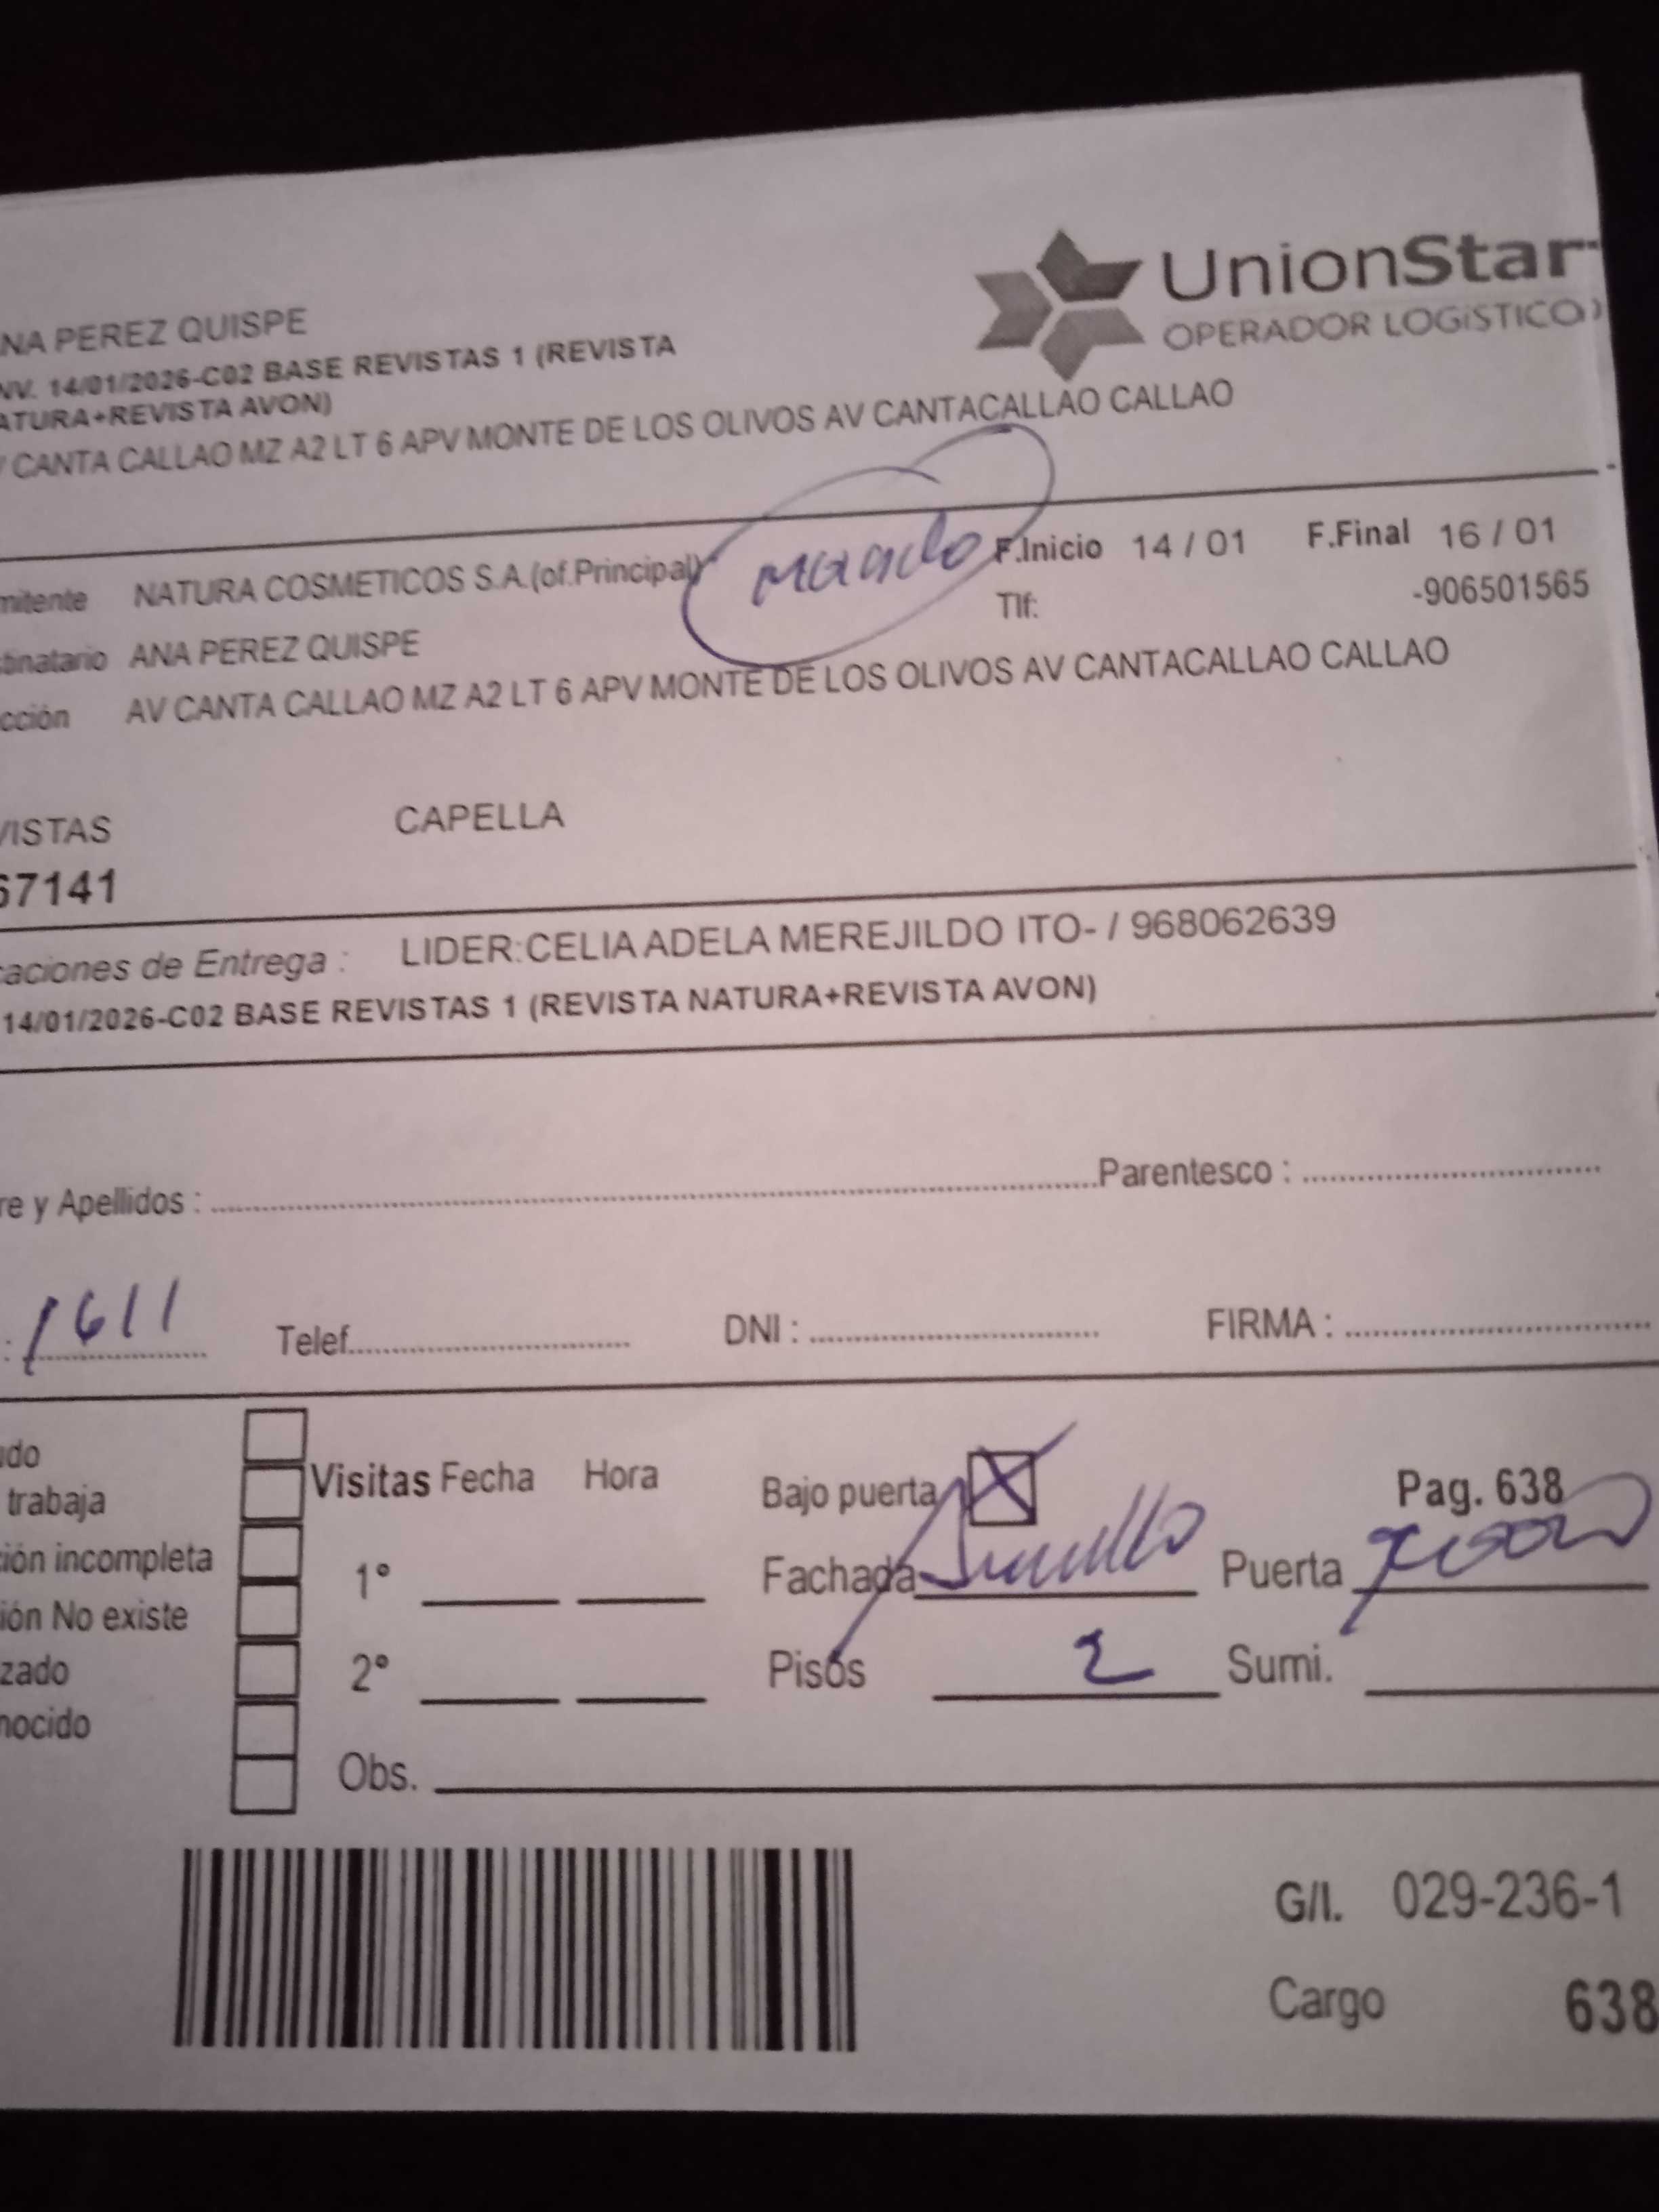 UnionStar
OPERADOR LOGíSTICO
NA PEREZ QUISPE
NV. 14/01/2026-C02 BASE REVISTAS 1 (REVISTA
ATURA+REVISTA AVON)
CANTA CALLAO MZ A2 LT 6 APV MONTE DE LOS OLIVOS AV CANTACALLAO CALLAO
mitente NATURA COSMETICOS S.A.(of.Principal) F.Inicio 14 / 01 F.Final 16 / 01
Tlf: -906501565
stinatario ANA PEREZ QUISPE
cción AV CANTA CALLAO MZ A2 LT 6 APV MONTE DE LOS OLIVOS AV CANTACALLAO CALLAO
VISTAS CAPELLA
67141
caciones de Entrega : LIDER:CELIA ADELA MEREJILDO ITO- / 968062639
14/01/2026-C02 BASE REVISTAS 1 (REVISTA NATURA+REVISTA AVON)
re y Apellidos : Parentesco :
: 1611 Telef. DNI : FIRMA :
udo
trabaja
ción incompleta
ión No existe
zado
nocido
Visitas Fecha Hora
1°
2°
Obs.
Bajo puerta X Pag. 638
Fachada Puerta
Pisos 2 Sumi.
G/I. 029-236-1
Cargo 638